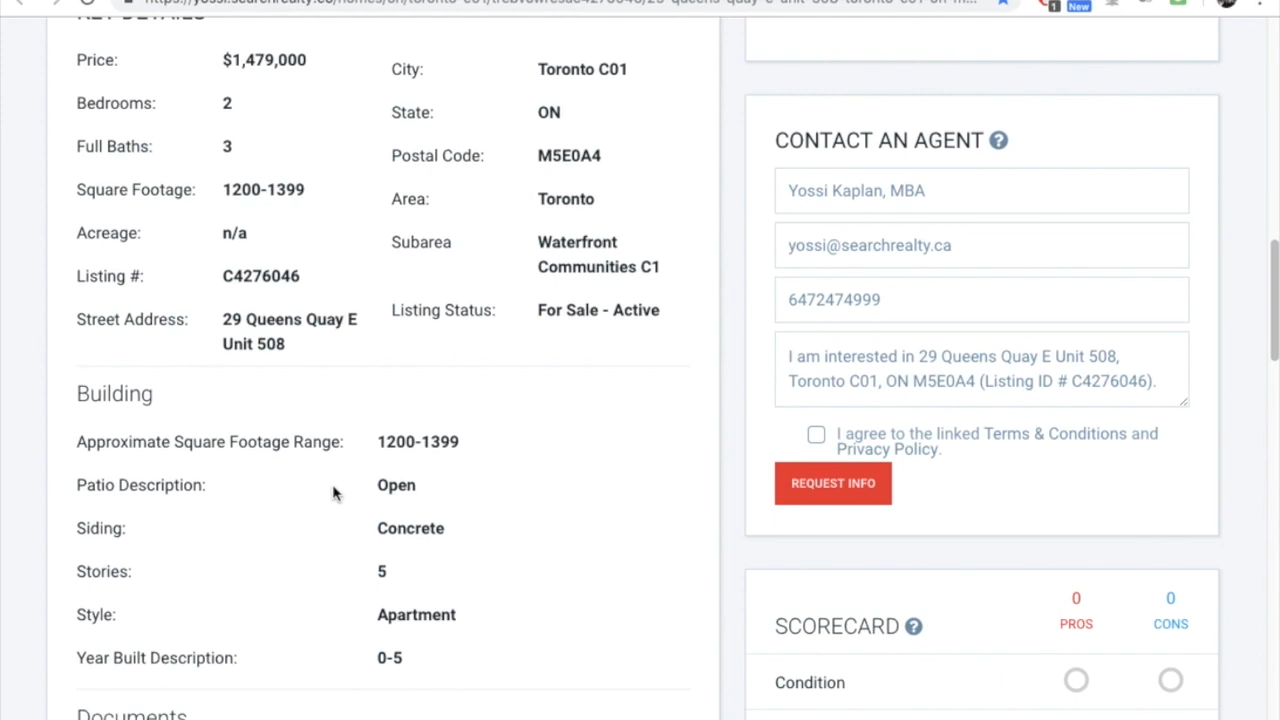 KEY DETAILS
Price: $1,479,000
Bedrooms: 2
Full Baths: 3
Square Footage: 1200-1399
Acreage: n/a
Listing #: C4276046
Street Address: 29 Queens Quay E
Unit 508
City: Toronto C01
State: ON
Postal Code: M5E0A4
Area: Toronto
Subarea Waterfront
Communities C1
Listing Status: For Sale - Active
Building
Approximate Square Footage Range: 1200-1399
Patio Description: Open
Siding: Concrete
Stories: 5
Style: Apartment
Year Built Description: 0-5
Documents
1
New
CONTACT AN AGENT ?
Yossi Kaplan, MBA
yossi@searchrealty.ca
6472474999
I am interested in 29 Queens Quay E Unit 508,
Toronto C01, ON M5E0A4 (Listing ID # C4276046).
I agree to the linked Terms & Conditions and
Privacy Policy.
REQUEST INFO
SCORECARD ?
0 0
PROS CONS
Condition